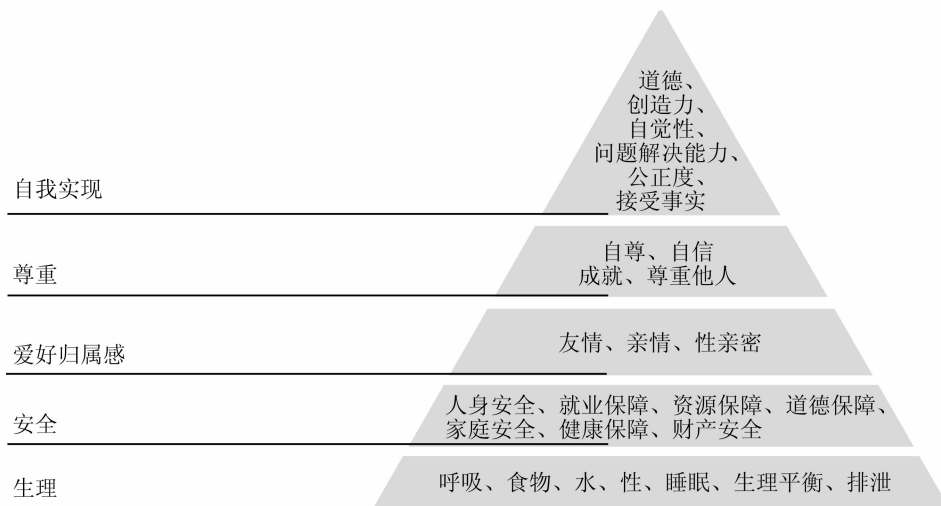 道德、
创造力、
自觉性、
问题解决能力、
公正度、
接受事实
自我实现
自尊、自信
成就、尊重他人
尊重
友情、亲情、性亲密
爱好归属感
人身安全、就业保障、资源保障、道德保障、
家庭安全、健康保障、财产安全
安全
呼吸、食物、水、性、睡眠、生理平衡、排泄
生理